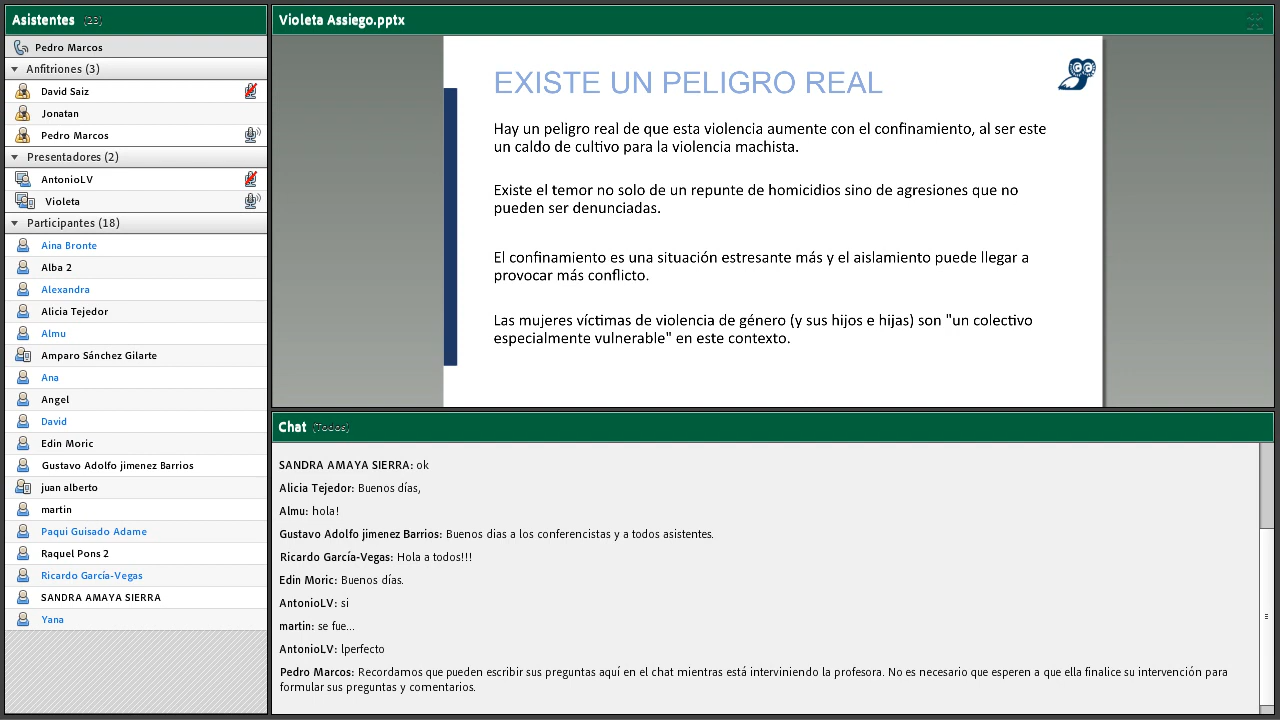 Asistentes (23)
Pedro Marcos
Anfitriones (3)
David Saiz
Jonatan
Pedro Marcos
Presentadores (2)
AntonioLV
Violeta
Participantes (18)
Aina Bronte
Alba 2
Alexandra
Alicia Tejedor
Almu
Amparo Sánchez Gilarte
Ana
Angel
David
Edin Moric
Gustavo Adolfo jimenez Barrios
juan alberto
martin
Paqui Guisado Adame
Raquel Pons 2
Ricardo García-Vegas
SANDRA AMAYA SIERRA
Yana
Violeta Assiego.pptx
EXISTE UN PELIGRO REAL
Hay un peligro real de que esta violencia aumente con el confinamiento, al ser este
un caldo de cultivo para la violencia machista.
Existe el temor no solo de un repunte de homicidios sino de agresiones que no
pueden ser denunciadas.
El confinamiento es una situación estresante más y el aislamiento puede llegar a
provocar más conflicto.
Las mujeres víctimas de violencia de género (y sus hijos e hijas) son "un colectivo
especialmente vulnerable" en este contexto.
Chat (Todos)
SANDRA AMAYA SIERRA: ok
Alicia Tejedor: Buenos días,
Almu: hola!
Gustavo Adolfo jimenez Barrios: Buenos dias a los conferencistas y a todos asistentes.
Ricardo García-Vegas: Hola a todos!!!
Edin Moric: Buenos días.
AntonioLV: si
martin: se fue...
AntonioLV: lperfecto
Pedro Marcos: Recordamos que pueden escribir sus preguntas aquí en el chat mientras está interviniendo la profesora. No es necesario que esperen a que ella finalice su intervención para
formular sus preguntas y comentarios.